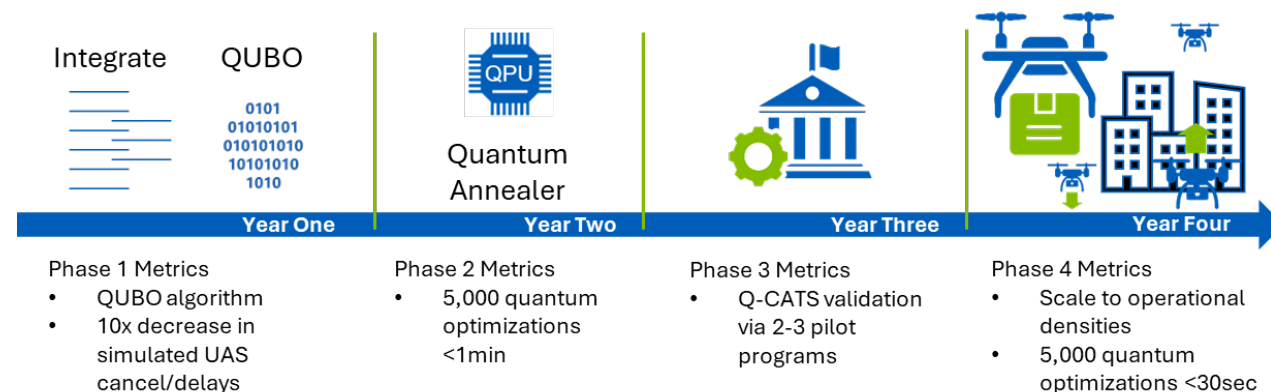 Integrate
QUBO
0101
01010101
010101010
10101010
1010
QPU
Quantum
Annealer
Year One
Year Two
Year Three
Year Four
Phase 1 Metrics
• QUBO algorithm
• 10x decrease in
simulated UAS
cancel/delays
Phase 2 Metrics
• 5,000 quantum
optimizations
<1min
Phase 3 Metrics
• Q-CATS validation
via 2-3 pilot
programs
Phase 4 Metrics
• Scale to operational
densities
• 5,000 quantum
optimizations <30sec